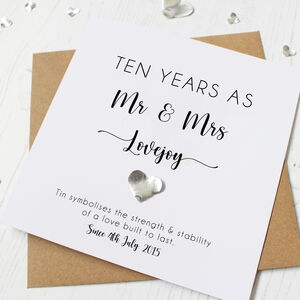 TEN YEARS AS
Mr & Mrs
Lovejoy
Tin symbolises the strength & stability
of a love built to last.
Since 4th July 2015